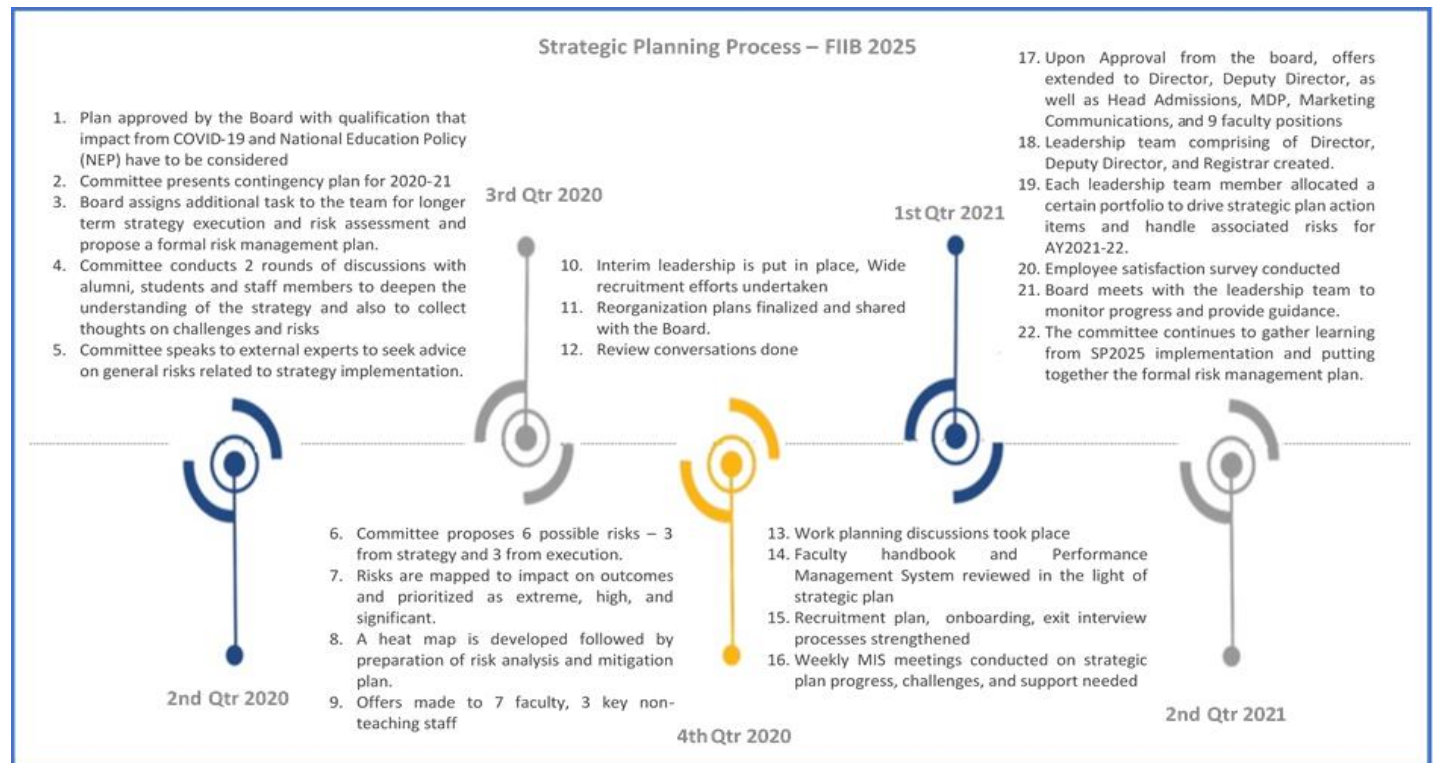 Strategic Planning Process – FIIB 2025
1. Plan approved by the Board with qualification that
impact from COVID-19 and National Education Policy
(NEP) have to be considered
2. Committee presents contingency plan for 2020-21
3. Board assigns additional task to the team for longer
term strategy execution and risk assessment and
propose a formal risk management plan.
4. Committee conducts 2 rounds of discussions with
alumni, students and staff members to deepen the
understanding of the strategy and also to collect
thoughts on challenges and risks
5. Committee speaks to external experts to seek advice
on general risks related to strategy implementation.
2nd Qtr 2020
3rd Qtr 2020
6. Committee proposes 6 possible risks – 3
from strategy and 3 from execution.
7. Risks are mapped to impact on outcomes
and prioritized as extreme, high, and
significant.
8. A heat map is developed followed by
preparation of risk analysis and mitigation
plan.
9. Offers made to 7 faculty, 3 key non-
teaching staff
10. Interim leadership is put in place, Wide
recruitment efforts undertaken
11. Reorganization plans finalized and shared
with the Board.
12. Review conversations done
4th Qtr 2020
1st Qtr 2021
13. Work planning discussions took place
14. Faculty handbook and Performance
Management System reviewed in the light of
strategic plan
15. Recruitment plan, onboarding, exit interview
processes strengthened
16. Weekly MIS meetings conducted on strategic
plan progress, challenges, and support needed
17. Upon Approval from the board, offers
extended to Director, Deputy Director, as
well as Head Admissions, MDP, Marketing
Communications, and 9 faculty positions
18. Leadership team comprising of Director,
Deputy Director, and Registrar created.
19. Each leadership team member allocated a
certain portfolio to drive strategic plan action
items and handle associated risks for
AY2021-22.
20. Employee satisfaction survey conducted
21. Board meets with the leadership team to
monitor progress and provide guidance.
22. The committee continues to gather learning
from SP2025 implementation and putting
together the formal risk management plan.
2nd Qtr 2021